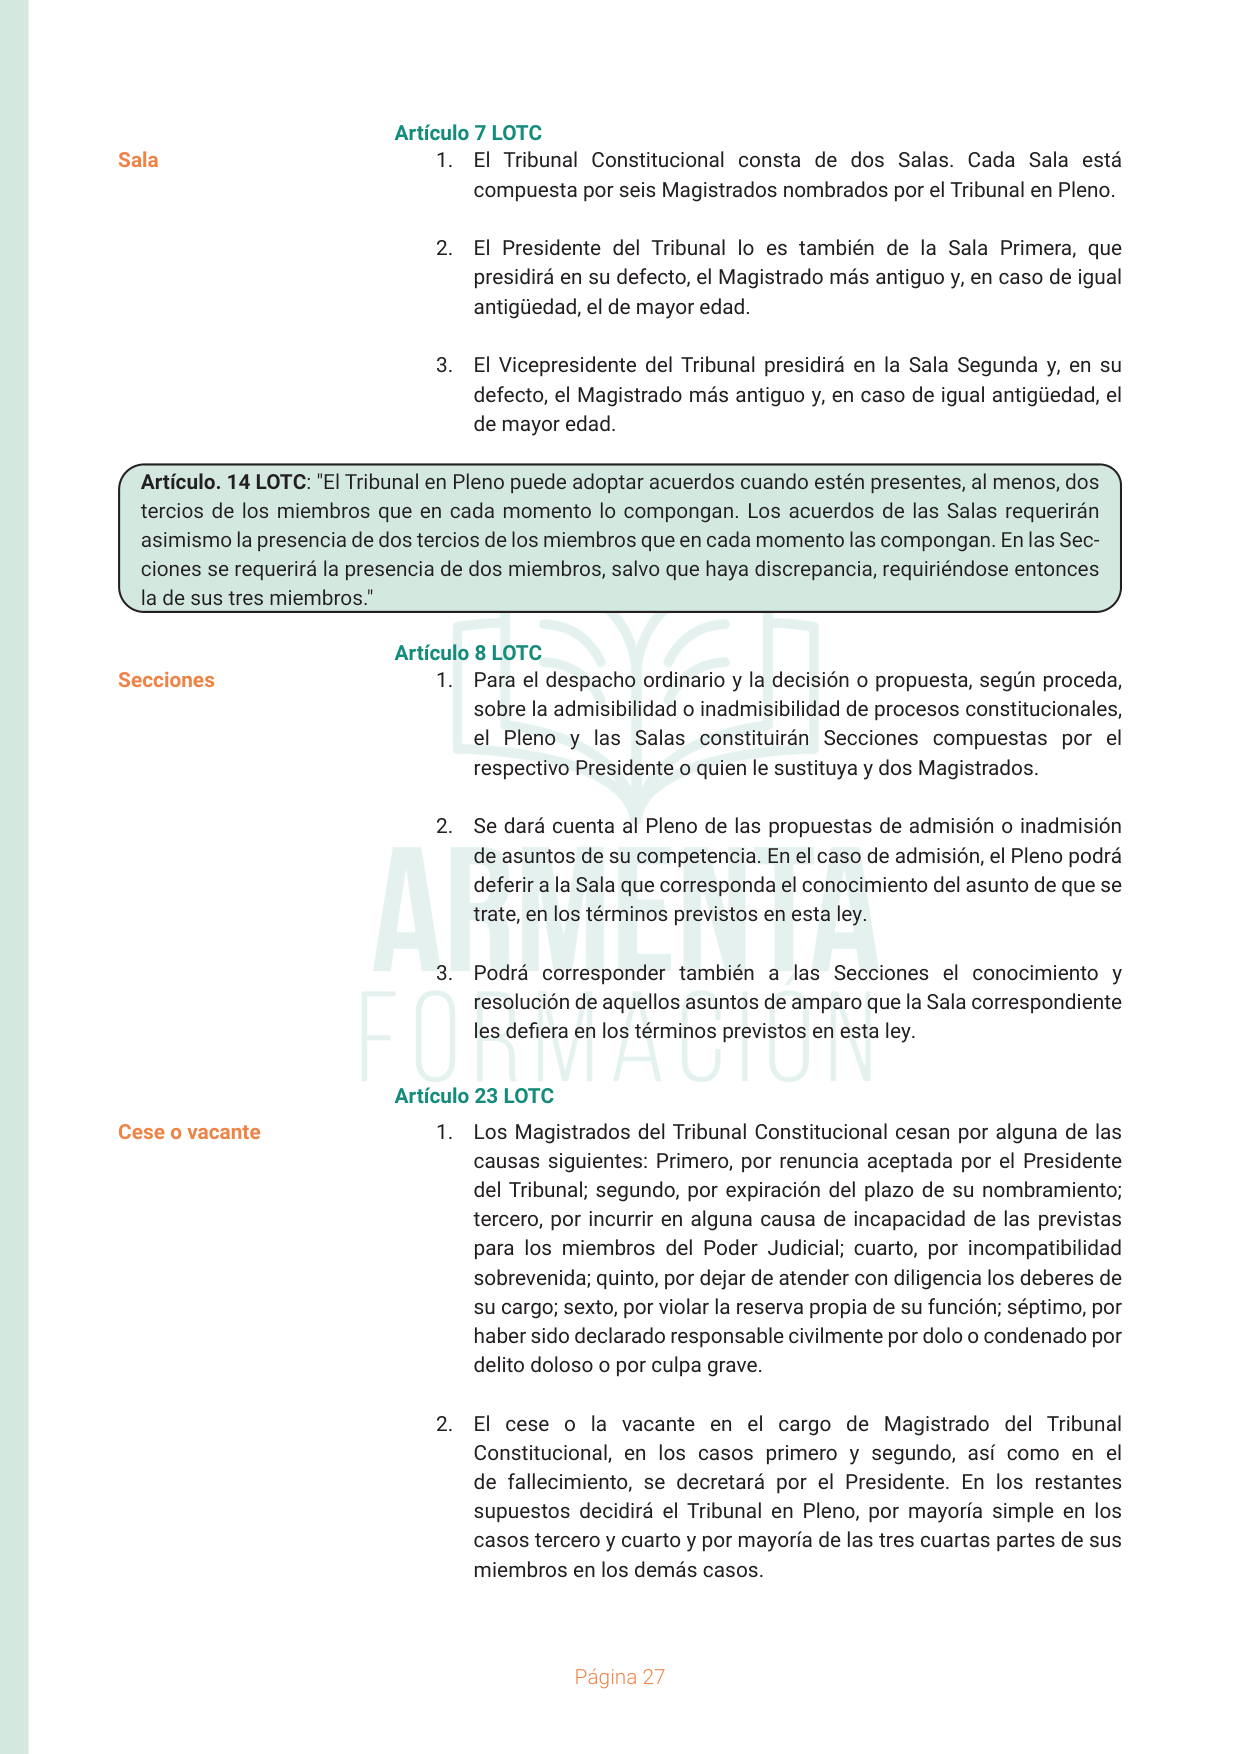 Artículo 7 LOTC
Sala
1. El Tribunal Constitucional consta de dos Salas. Cada Sala está
compuesta por seis Magistrados nombrados por el Tribunal en Pleno.
2. El Presidente del Tribunal lo es también de la Sala Primera, que
presidirá en su defecto, el Magistrado más antiguo y, en caso de igual
antigüedad, el de mayor edad.
3. El Vicepresidente del Tribunal presidirá en la Sala Segunda y, en su
defecto, el Magistrado más antiguo y, en caso de igual antigüedad, el
de mayor edad.
Artículo. 14 LOTC: "El Tribunal en Pleno puede adoptar acuerdos cuando estén presentes, al menos, dos
tercios de los miembros que en cada momento lo compongan. Los acuerdos de las Salas requerirán
asimismo la presencia de dos tercios de los miembros que en cada momento las compongan. En las Sec-
ciones se requerirá la presencia de dos miembros, salvo que haya discrepancia, requiriéndose entonces
la de sus tres miembros."
Artículo 8 LOTC
Secciones
1. Para el despacho ordinario y la decisión o propuesta, según proceda,
sobre la admisibilidad o inadmisibilidad de procesos constitucionales,
el Pleno y las Salas constituirán Secciones compuestas por el
respectivo Presidente o quien le sustituya y dos Magistrados.
2. Se dará cuenta al Pleno de las propuestas de admisión o inadmisión
de asuntos de su competencia. En el caso de admisión, el Pleno podrá
deferir a la Sala que corresponda el conocimiento del asunto de que se
trate, en los términos previstos en esta ley.
3. Podrá corresponder también a las Secciones el conocimiento y
resolución de aquellos asuntos de amparo que la Sala correspondiente
les defiera en los términos previstos en esta ley.
ARMENTA
FORMACIÓN
Artículo 23 LOTC
Cese o vacante
1. Los Magistrados del Tribunal Constitucional cesan por alguna de las
causas siguientes: Primero, por renuncia aceptada por el Presidente
del Tribunal; segundo, por expiración del plazo de su nombramiento;
tercero, por incurrir en alguna causa de incapacidad de las previstas
para los miembros del Poder Judicial; cuarto, por incompatibilidad
sobrevenida; quinto, por dejar de atender con diligencia los deberes de
su cargo; sexto, por violar la reserva propia de su función; séptimo, por
haber sido declarado responsable civilmente por dolo o condenado por
delito doloso o por culpa grave.
2. El cese o la vacante en el cargo de Magistrado del Tribunal
Constitucional, en los casos primero y segundo, así como en el
de fallecimiento, se decretará por el Presidente. En los restantes
supuestos decidirá el Tribunal en Pleno, por mayoría simple en los
casos tercero y cuarto y por mayoría de las tres cuartas partes de sus
miembros en los demás casos.
Página 27